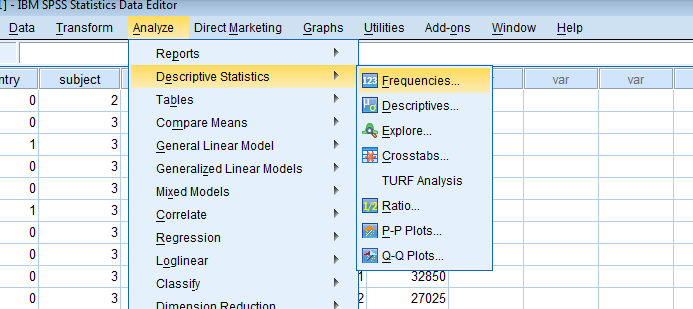 1] - IBM SPSS Statistics Data Editor
Data Transform Analyze Direct Marketing Graphs Utilities Add-ons Window Help
Reports
ntry subject Descriptive Statistics Frequencies... var var
0 2 Tables Descriptives...
0 3 Compare Means Explore...
1 3 General Linear Model Crosstabs...
0 3 Generalized Linear Models TURF Analysis
0 3 Mixed Models Ratio...
1 3 Correlate P-P Plots...
0 3 Regression Q-Q Plots...
0 3 Loglinear 1 32850
0 3 Classify 2 27025
Dimension Reduction